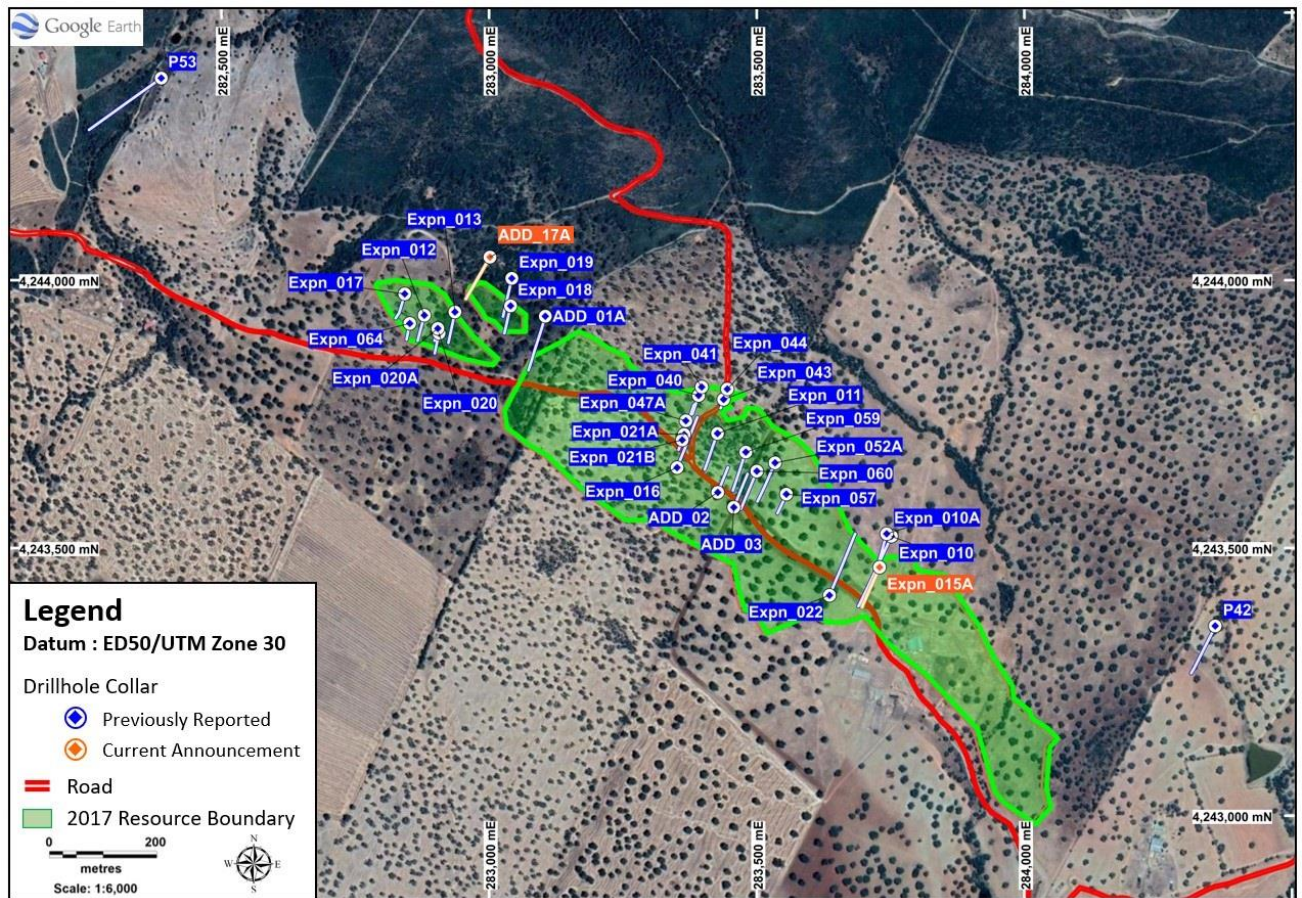 Google Earth
282,500 mE
283,000 mE
283,500 mE
284,000 mE
P53
Expn_013
ADD_17A
Expn_012
Expn_019
4,244,000 mN
4,244,000 mN
Expn_017
Expn_018
ADD_01A
Expn_064
Expn_044
Expn_041
Expn_043
Expn_020A
Expn_040
Expn_011
Expn_020
Expn_047A
Expn_059
Expn_021A
Expn_052A
Expn_021B
Expn_060
Expn_016
Expn_057
ADD_02
Expn_010A
ADD_03
Expn_010
4,243,500 mN
Expn_015A
Expn_022
P42
4,243,000 mN
Legend
Datum : ED50/UTM Zone 30
Drillhole Collar
Previously Reported
Current Announcement
Road
2017 Resource Boundary
0 200
metres
Scale: 1:6,000
N
W E
S
283,000 mE
283,500 mE
284,000 mE